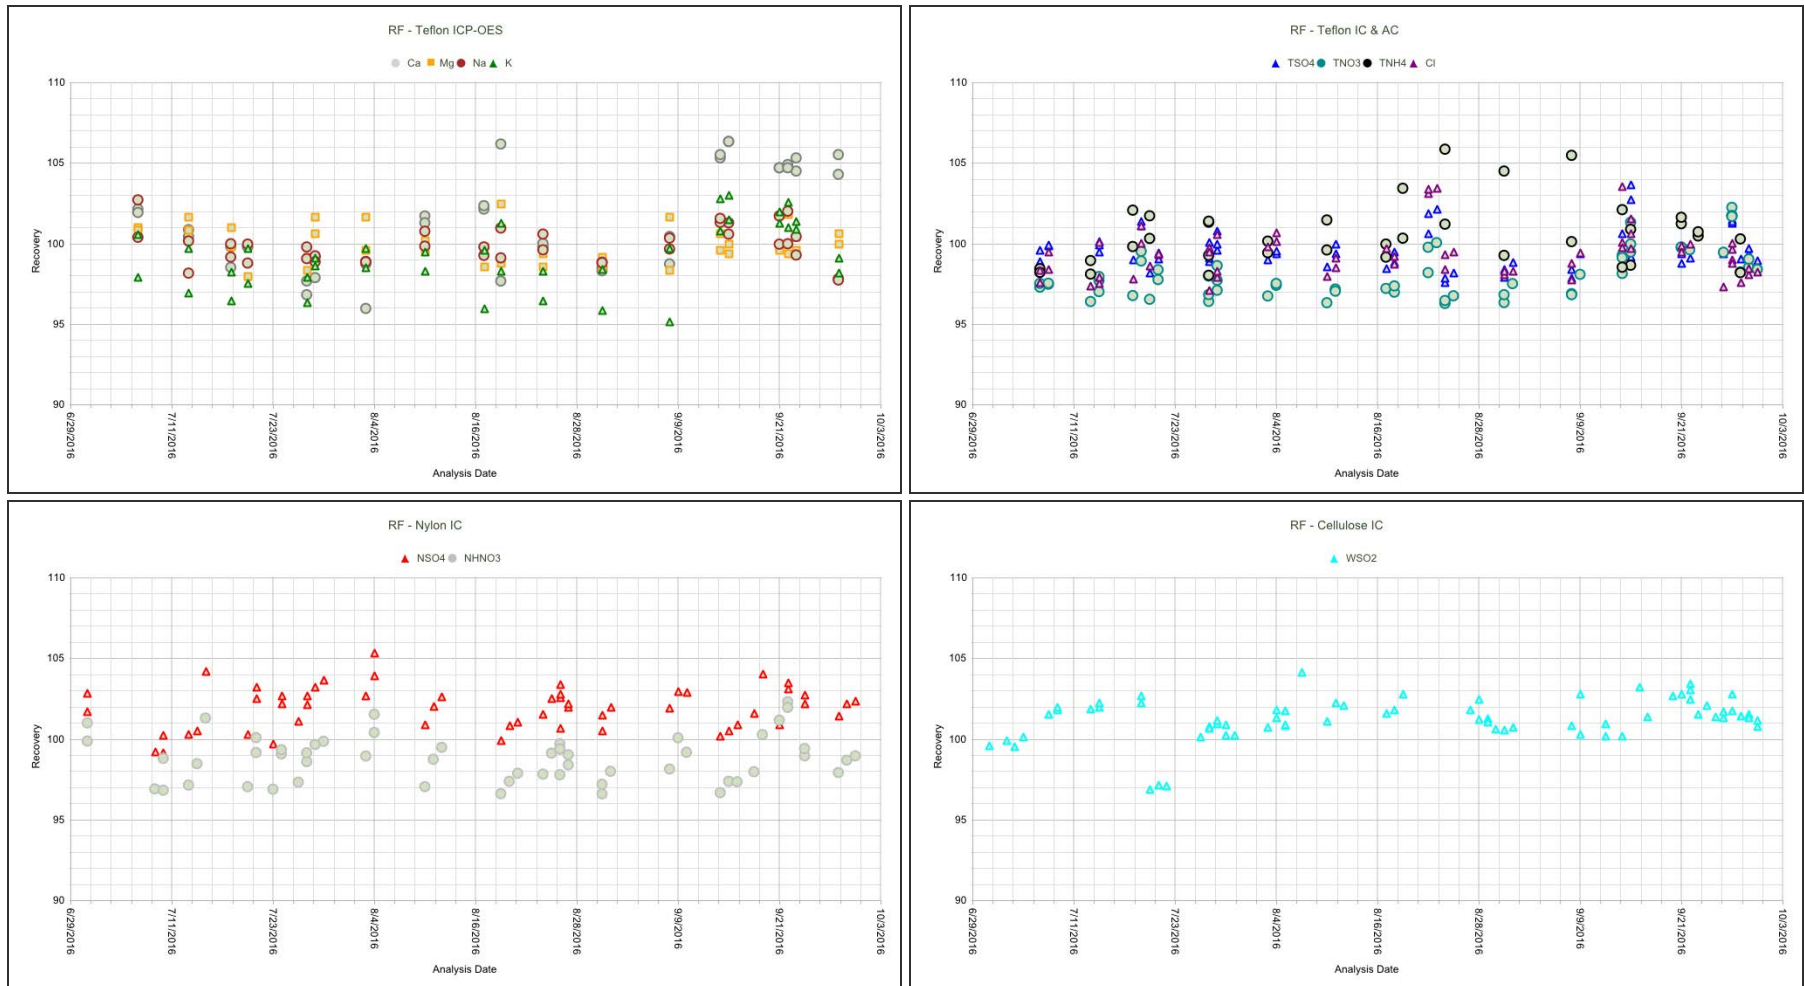 RF - Teflon ICP-OES
Ca Mg Na K
110
105
100
95
90
Recovery
6/29/2016 7/11/2016 7/23/2016 8/4/2016 8/16/2016 8/28/2016 9/9/2016 9/21/2016 10/3/2016
Analysis Date
RF - Teflon IC & AC
TSO4 TNO3 TNH4 Cl
110
105
100
95
90
Recovery
6/29/2016 7/11/2016 7/23/2016 8/4/2016 8/16/2016 8/28/2016 9/9/2016 9/21/2016 10/3/2016
Analysis Date
RF - Nylon IC
NSO4 NHNO3
110
105
100
95
90
Recovery
6/29/2016 7/11/2016 7/23/2016 8/4/2016 8/16/2016 8/28/2016 9/9/2016 9/21/2016 10/3/2016
Analysis Date
RF - Cellulose IC
WSO2
110
105
100
95
90
Recovery
6/29/2016 7/11/2016 7/23/2016 8/4/2016 8/16/2016 8/28/2016 9/9/2016 9/21/2016 10/3/2016
Analysis Date